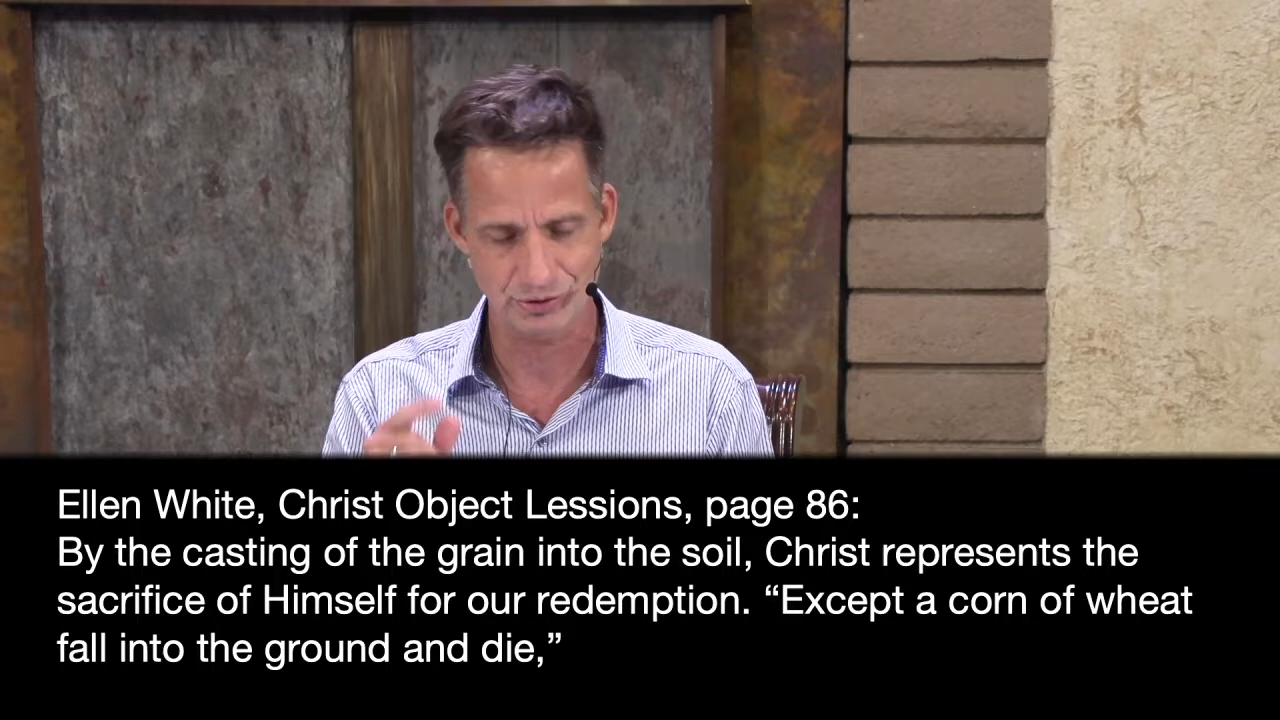 Ellen White, Christ Object Lessions, page 86:
By the casting of the grain into the soil, Christ represents the
sacrifice of Himself for our redemption. “Except a corn of wheat
fall into the ground and die,”